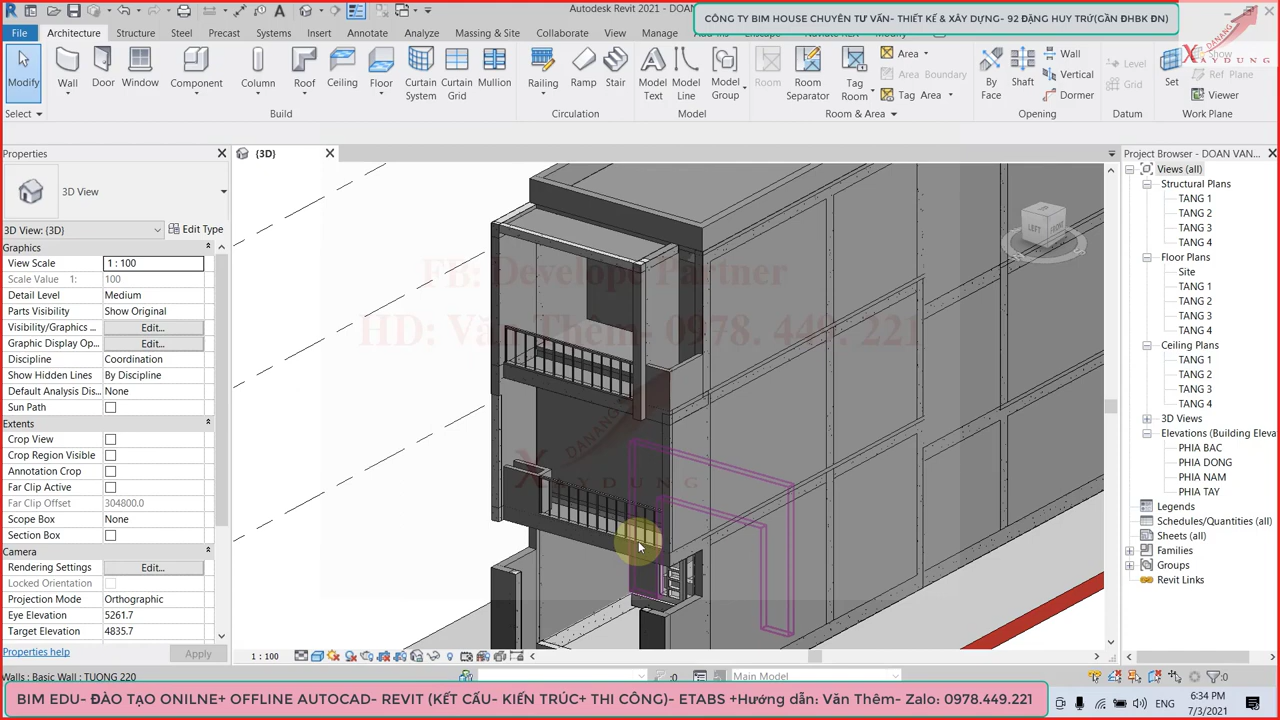 Autodesk Revit 2021 - DOAN
CÔNG TY BIM HOUSE CHUYÊN TƯ VẤN- THIẾT KẾ & XÂY DỰNG- 92 ĐẶNG HUY TRỨ(GẦN ĐHBK ĐN)
File Architecture Structure Steel Precast Systems Insert Annotate Analyze Massing & Site Collaborate View Manage
DANANG
XÂY DỰNG
Modify Wall Door Window Component Column Roof Ceiling Curtain System Curtain Grid Floor Mullion Railing Ramp Stair Model Text Model Line Model Group Room Room Separator Tag Room
Area
Area Boundary
Tag Area
By Face Shaft
Wall
Vertical
Dormer
Level
Grid
Set
Show
Ref Plane
Viewer
Select Build Circulation Model Room & Area Opening Datum Work Plane
Properties
3D View
3D View: (3D) Edit Type
Graphics
View Scale 1 : 100
Scale Value 1: 100
Detail Level Medium
Parts Visibility Show Original
Visibility/Graphics ... Edit...
Graphic Display Op... Edit...
Discipline Coordination
Show Hidden Lines By Discipline
Default Analysis Dis... None
Sun Path
Extents
Crop View
Crop Region Visible
Annotation Crop
Far Clip Active
Far Clip Offset 304800.0
Scope Box None
Section Box
Camera
Rendering Settings Edit...
Locked Orientation
Projection Mode Orthographic
Eye Elevation 5261.7
Target Elevation 4835.7
Properties help Apply
(3D)
LEFT FRONT
FB: Develope Partner
HD: Văn Thêm- 0978. 449. 221
DANANG
XÂY DỰNG
1 : 100
Project Browser - DOAN VAN...
Views (all)
Structural Plans
TANG 1
TANG 2
TANG 3
TANG 4
Floor Plans
Site
TANG 1
TANG 2
TANG 3
TANG 4
Ceiling Plans
TANG 1
TANG 2
TANG 3
TANG 4
3D Views
Elevations (Building Eleva
PHIA BAC
PHIA DONG
PHIA NAM
PHIA TAY
Legends
Schedules/Quantities (all)
Sheets (all)
Families
Groups
Revit Links
Walls : Basic Wall : TUONG 220
:0 Main Model :0
BIM EDU- ĐÀO TẠO ONILNE+ OFFLINE AUTOCAD- REVIT (KẾT CẤU- KIẾN TRÚC+ THI CÔNG)- ETABS +Hướng dẫn: Văn Thêm- Zalo: 0978.449.221
ENG
6:34 PM
7/3/2021